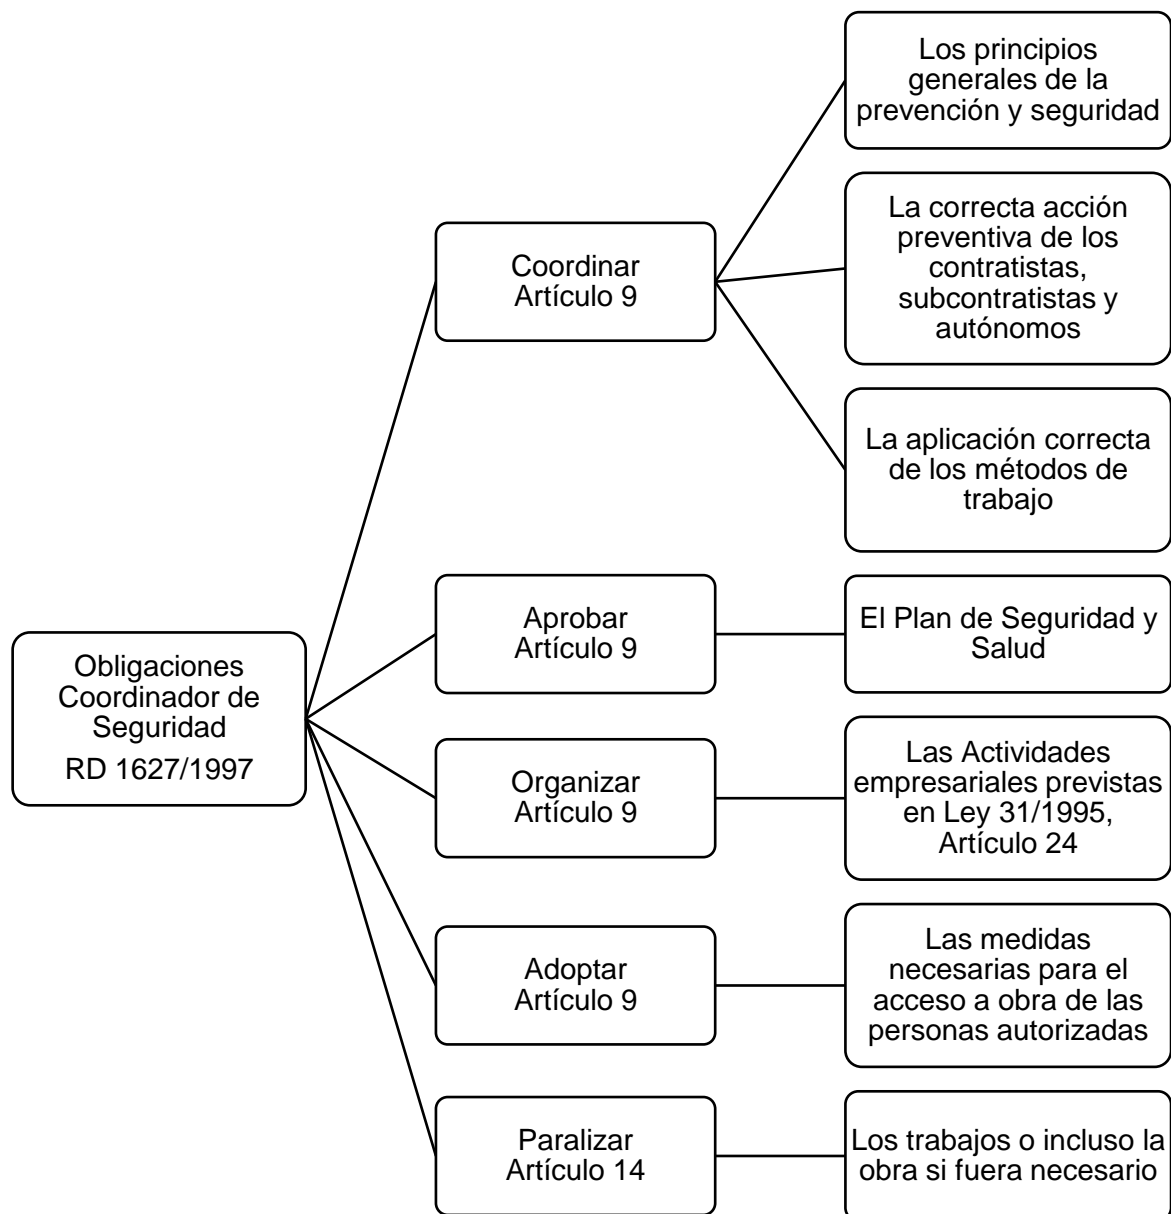 Obligaciones
Coordinador de
Seguridad
RD 1627/1997
Coordinar
Artículo 9
Los principios
generales de la
prevención y seguridad
La correcta acción
preventiva de los
contratistas,
subcontratistas y
autónomos
La aplicación correcta
de los métodos de
trabajo
Aprobar
Artículo 9
El Plan de Seguridad y
Salud
Organizar
Artículo 9
Las Actividades
empresariales previstas
en Ley 31/1995,
Artículo 24
Adoptar
Artículo 9
Las medidas
necesarias para el
acceso a obra de las
personas autorizadas
Paralizar
Artículo 14
Los trabajos o incluso la
obra si fuera necesario